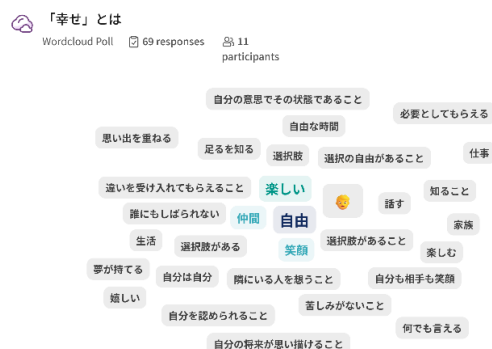 「幸せ」とは
Wordcloud Poll 69 responses 11 participants
自分の意思でその状態であること
必要としてもらえる
自由な時間
思い出を重ねる
足るを知る
選択肢
選択の自由があること
仕事
違いを受け入れてもらえること
楽しい
知ること
話す
誰にもしばられない
仲間
自由
家族
生活
選択肢がある
笑顔
選択肢があること
楽しむ
夢が持てる
自分は自分
隣にいる人を想うこと
自分も相手も笑顔
嬉しい
苦しみがないこと
自分を認められること
何でも言える
自分の将来が思い描けること